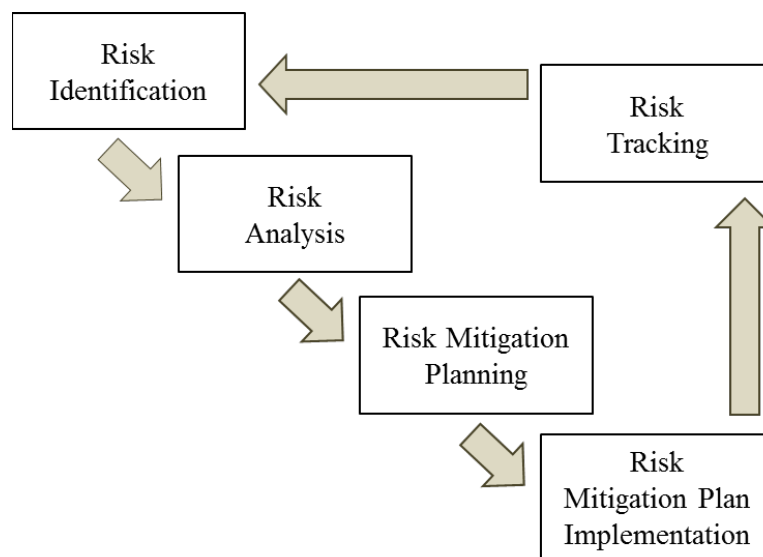 Risk
Identification
Risk
Tracking
Risk
Analysis
Risk Mitigation
Planning
Risk
Mitigation Plan
Implementation